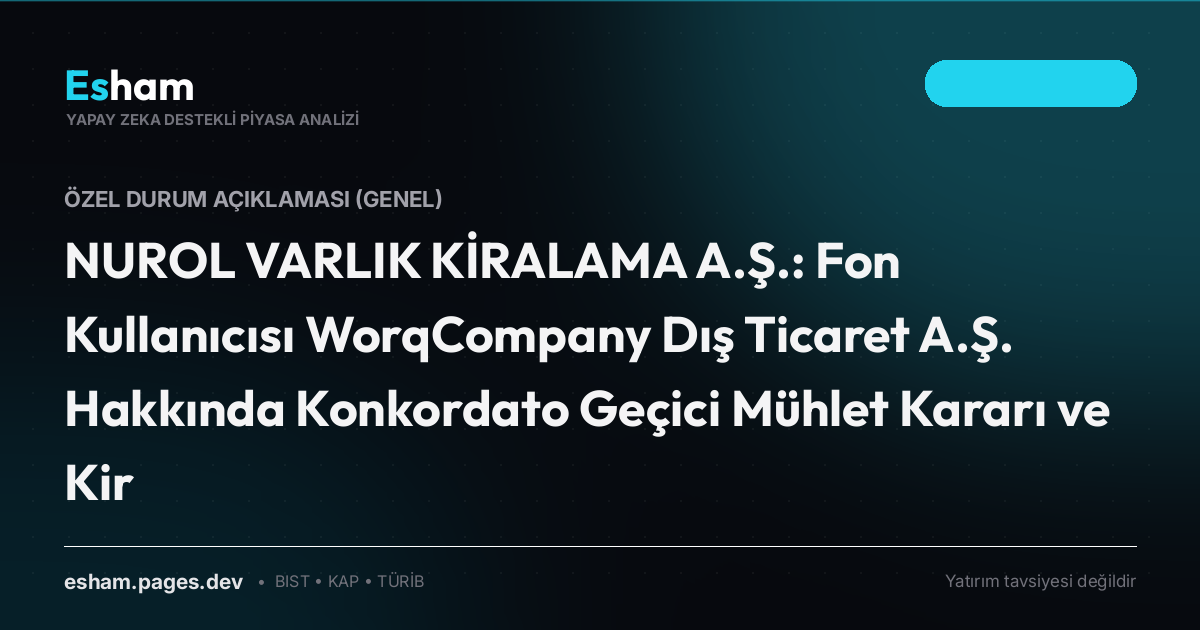 Esham
YAPAY ZEKA DESTEKLİ PİYASA ANALİZİ
ÖZEL DURUM AÇIKLAMASI (GENEL)
NUROL VARLIK KİRALAMA A.Ş.: Fon
Kullanıcısı WorqCompany Dış Ticaret A.Ş.
Hakkında Konkordato Geçici Mühlet Kararı ve
Kir
esham.pages.dev • BIST • KAP • TÜRİB
Yatırım tavsiyesi değildir